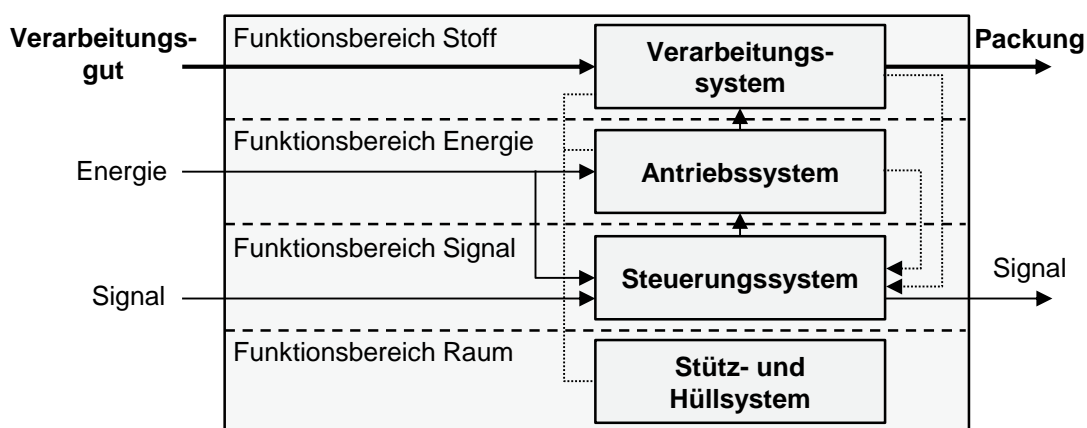 Verarbeitungs-
gut
Funktionsbereich Stoff
Verarbeitungs-
system
Packung
Funktionsbereich Energie
Energie
Antriebssystem
Funktionsbereich Signal
Signal
Steuerungssystem
Signal
Funktionsbereich Raum
Stütz- und
Hüllsystem